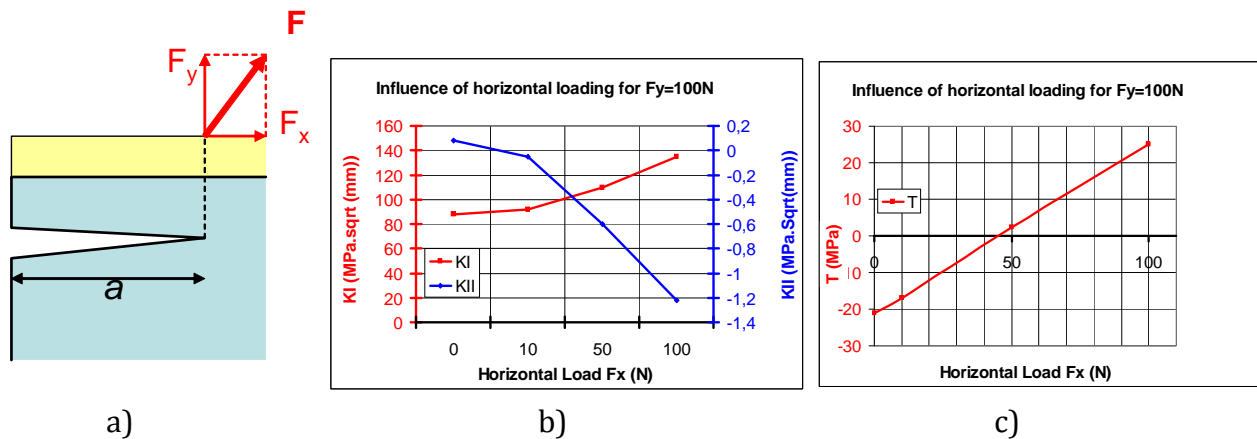 F
Fy
Fx
a
a)
Influence of horizontal loading for Fy=100N
KI (MPa.sqrt (mm))
160
140
120
100
80
60
40
20
0
KI
KII
0,2
0
-0,2
-0,4
-0,6
-0,8
-1
-1,2
-1,4
KII (MPa.Sqrt(mm))
0 10 50 100
Horizontal Load Fx (N)
b)
Influence of horizontal loading for Fy=100N
T (MPa)
30
20
10
0
-10
-20
-30
T
0 50 100
Horizontal Load Fx (N)
c)